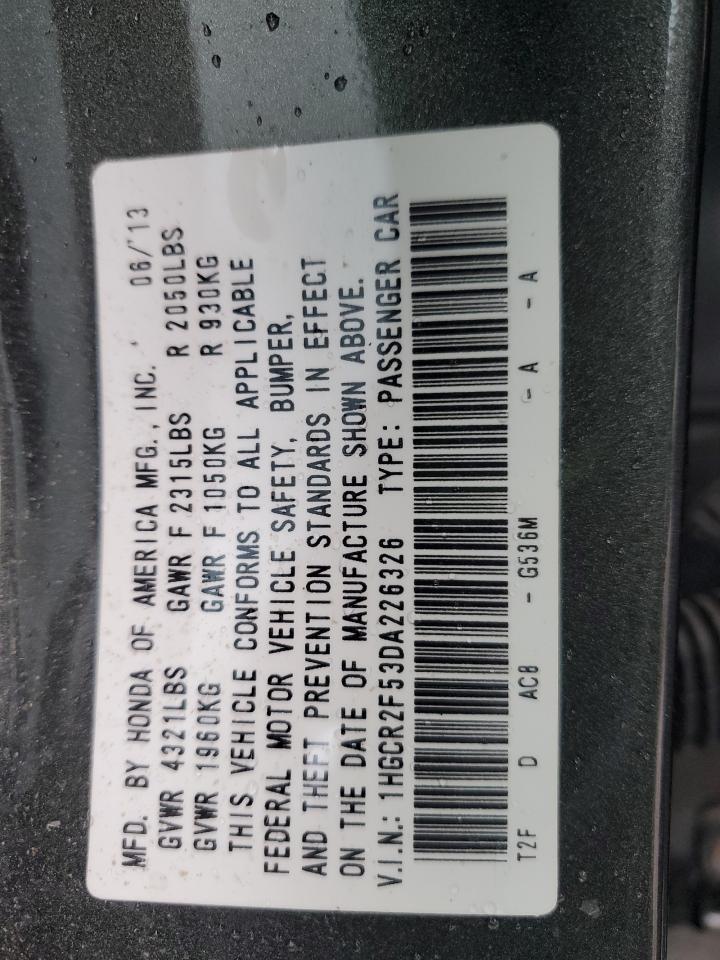 MFD. BY HONDA OF AMERICA MFG., INC. 06/'13
GVWR 4321LBS GAWR F 2315LBS R 2050LBS
GVWR 1960KG GAWR F 1050KG R 930KG
THIS VEHICLE CONFORMS TO ALL APPLICABLE
FEDERAL MOTOR VEHICLE SAFETY, BUMPER,
AND THEFT PREVENTION STANDARDS IN EFFECT
ON THE DATE OF MANUFACTURE SHOWN ABOVE.
V.I.N.: 1HGCR2F53DA226326 TYPE: PASSENGER CAR
T2F D AC8 - G536M - A - A